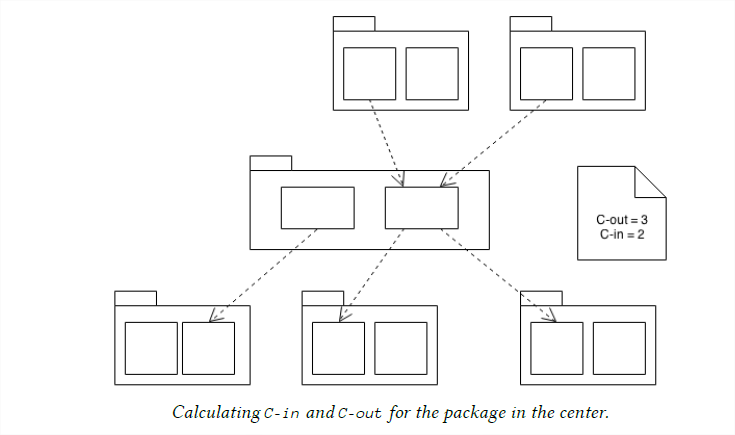 C-out = 3
C-in = 2
Calculating C-in and C-out for the package in the center.